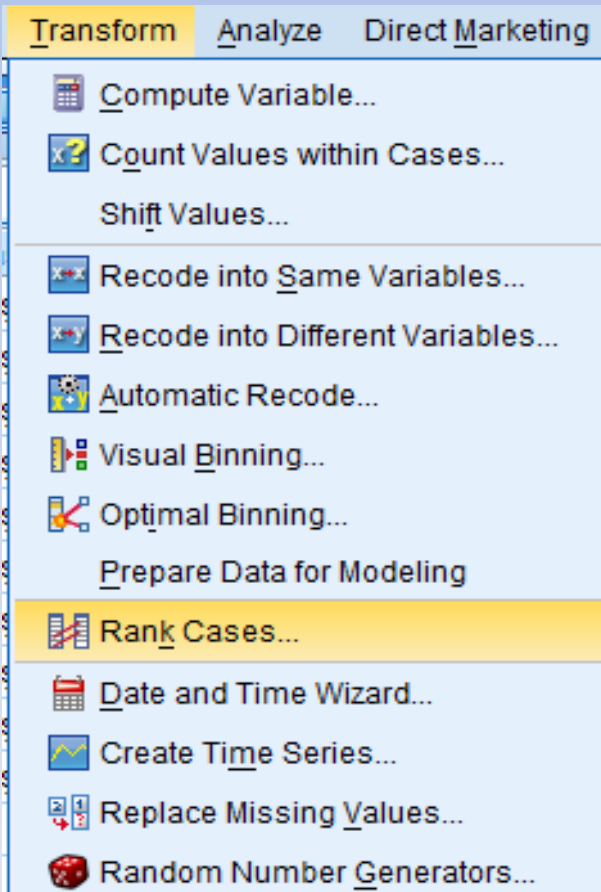 Transform Analyze Direct Marketing
Compute Variable...
Count Values within Cases...
Shift Values...
Recode into Same Variables...
Recode into Different Variables...
Automatic Recode...
Visual Binning...
Optimal Binning...
Prepare Data for Modeling
Rank Cases...
Date and Time Wizard...
Create Time Series...
Replace Missing Values...
Random Number Generators...